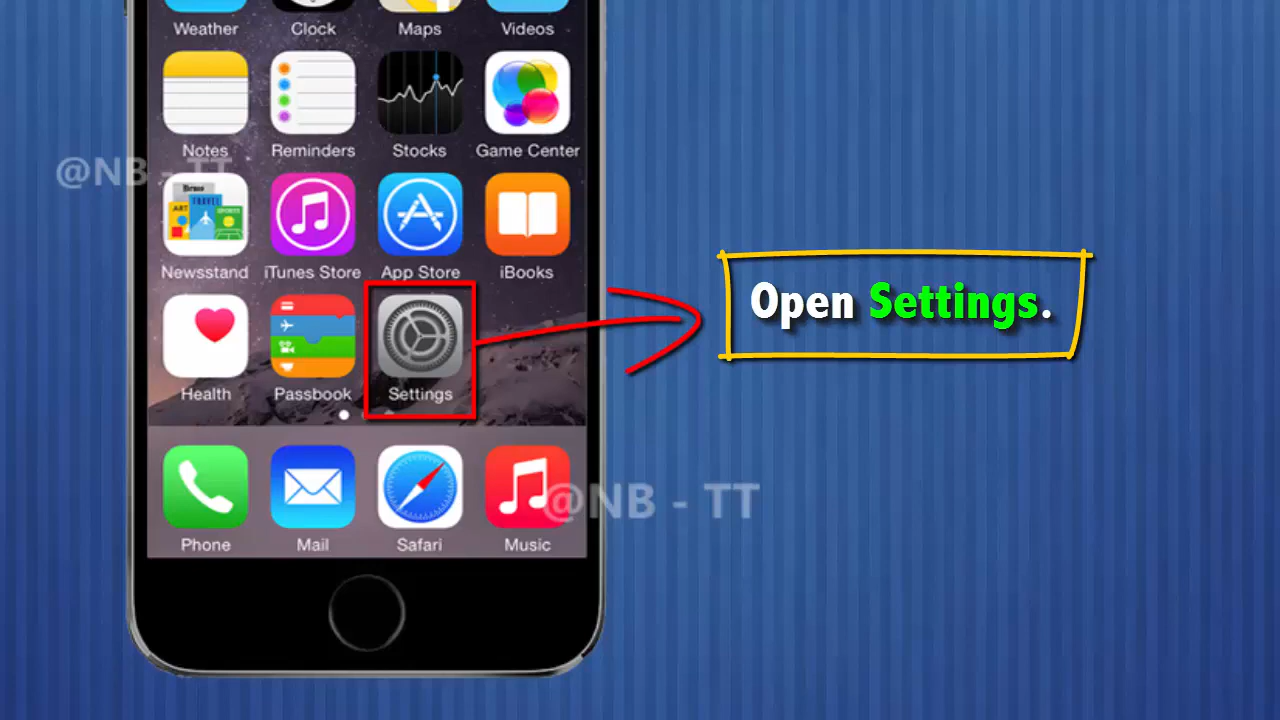 Weather Clock Maps Videos
Notes Reminders Stocks Game Center
@NB - TT
Newsstand iTunes Store App Store iBooks
Open Settings.
Health Passbook Settings
@NB - TT
Phone Mail Safari Music